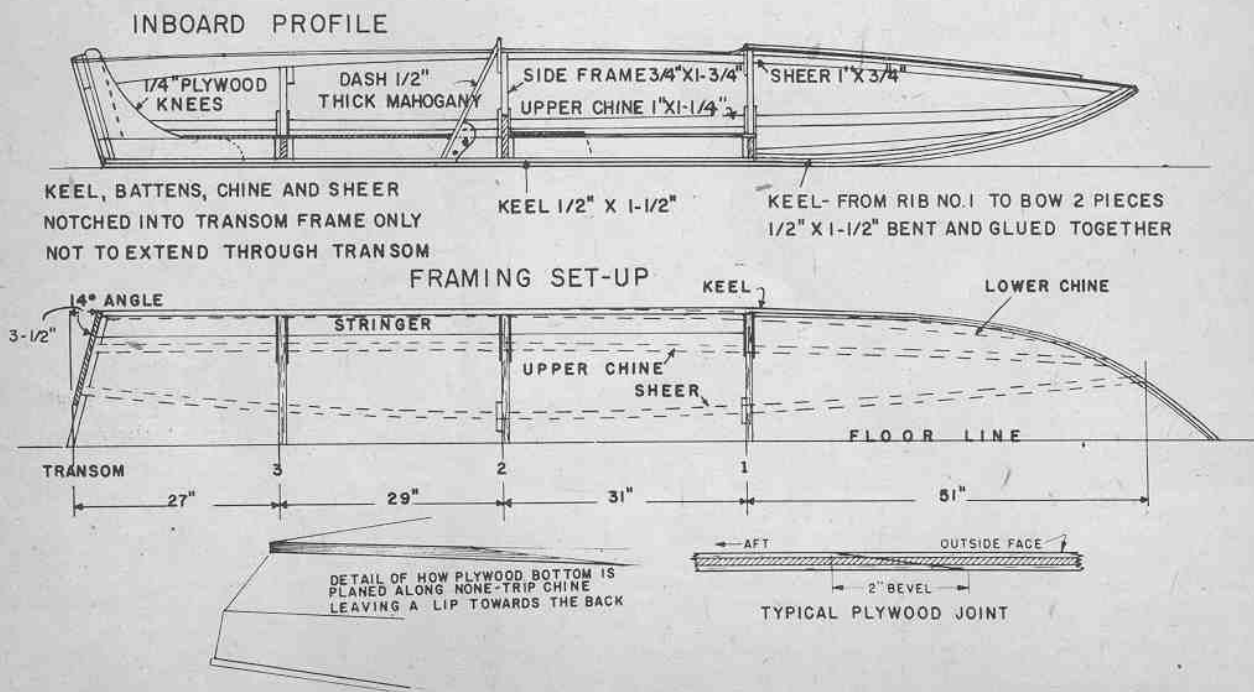 INBOARD PROFILE
1/4" PLYWOOD
KNEES
DASH 1/2"
THICK MAHOGANY
SIDE FRAME 3/4"X1-3/4"
SHEER 1"X 3/4"
UPPER CHINE 1"X1-1/4"
KEEL, BATTENS, CHINE AND SHEER
NOTCHED INTO TRANSOM FRAME ONLY
NOT TO EXTEND THROUGH TRANSOM
KEEL 1/2" X 1-1/2"
KEEL- FROM RIB NO.1 TO BOW 2 PIECES
1/2" X 1-1/2" BENT AND GLUED TOGETHER
FRAMING SET-UP
14° ANGLE
3-1/2"
STRINGER
KEEL
LOWER CHINE
UPPER CHINE
SHEER
FLOOR LINE
TRANSOM
3
2
1
27"
29"
31"
51"
DETAIL OF HOW PLYWOOD BOTTOM IS
PLANED ALONG NONE-TRIP CHINE
LEAVING A LIP TOWARDS THE BACK
AFT
OUTSIDE FACE
2" BEVEL
TYPICAL PLYWOOD JOINT